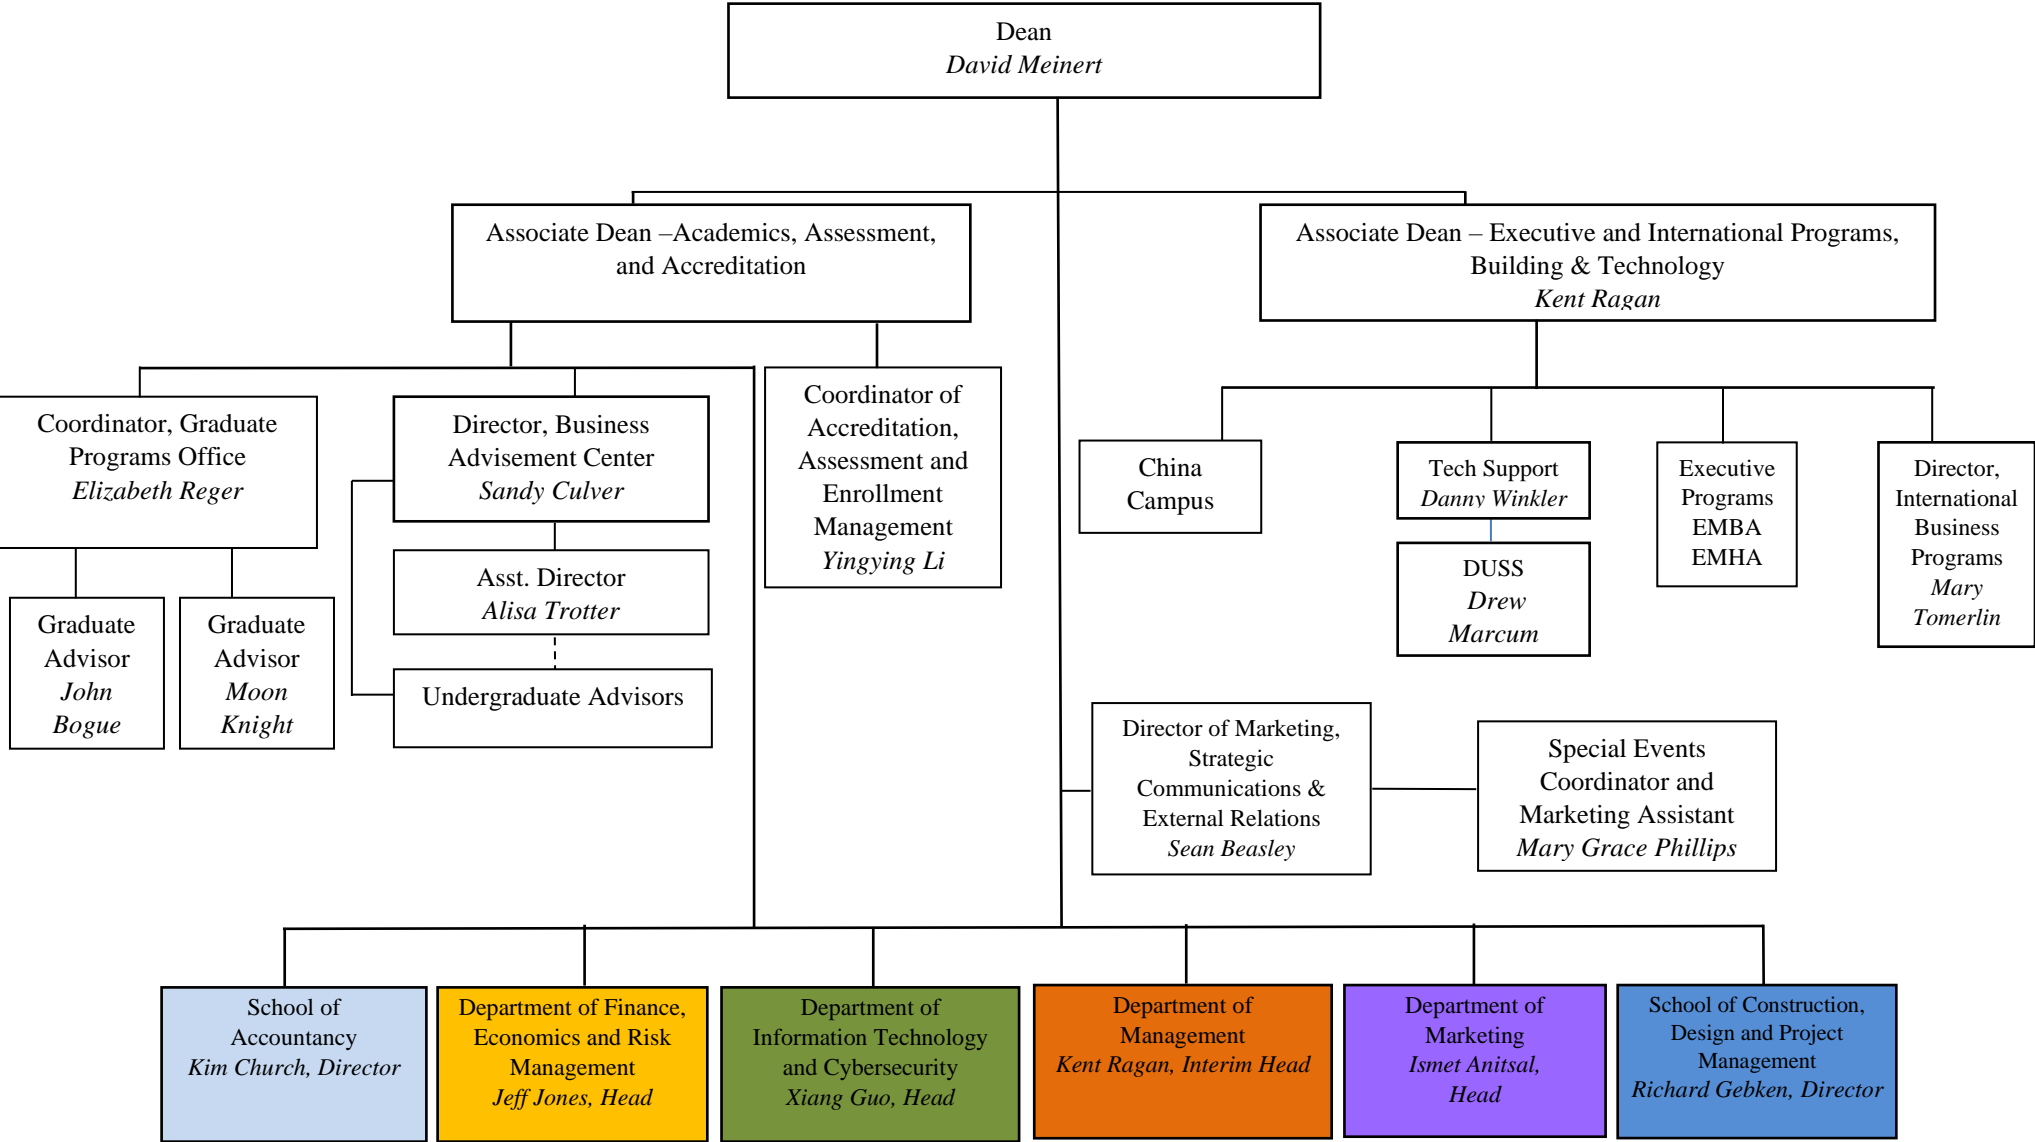 Dean
David Meinert
Associate Dean –Academics, Assessment,
and Accreditation
Associate Dean – Executive and International Programs,
Building & Technology
Kent Ragan
Coordinator, Graduate
Programs Office
Elizabeth Reger
Director, Business
Advisement Center
Sandy Culver
Coordinator of
Accreditation,
Assessment and
Enrollment
Management
Yingying Li
China
Campus
Tech Support
Danny Winkler
Executive
Programs
EMBA
EMHA
Director,
International
Business
Programs
Mary
Tomerlin
Asst. Director
Alisa Trotter
DUSS
Drew
Marcum
Graduate
Advisor
John
Bogue
Graduate
Advisor
Moon
Knight
Undergraduate Advisors
Director of Marketing,
Strategic
Communications &
External Relations
Sean Beasley
Special Events
Coordinator and
Marketing Assistant
Mary Grace Phillips
School of
Accountancy
Kim Church, Director
Department of Finance,
Economics and Risk
Management
Jeff Jones, Head
Department of
Information Technology
and Cybersecurity
Xiang Guo, Head
Department of
Management
Kent Ragan, Interim Head
Department of
Marketing
Ismet Anitsal,
Head
School of Construction,
Design and Project
Management
Richard Gebken, Director